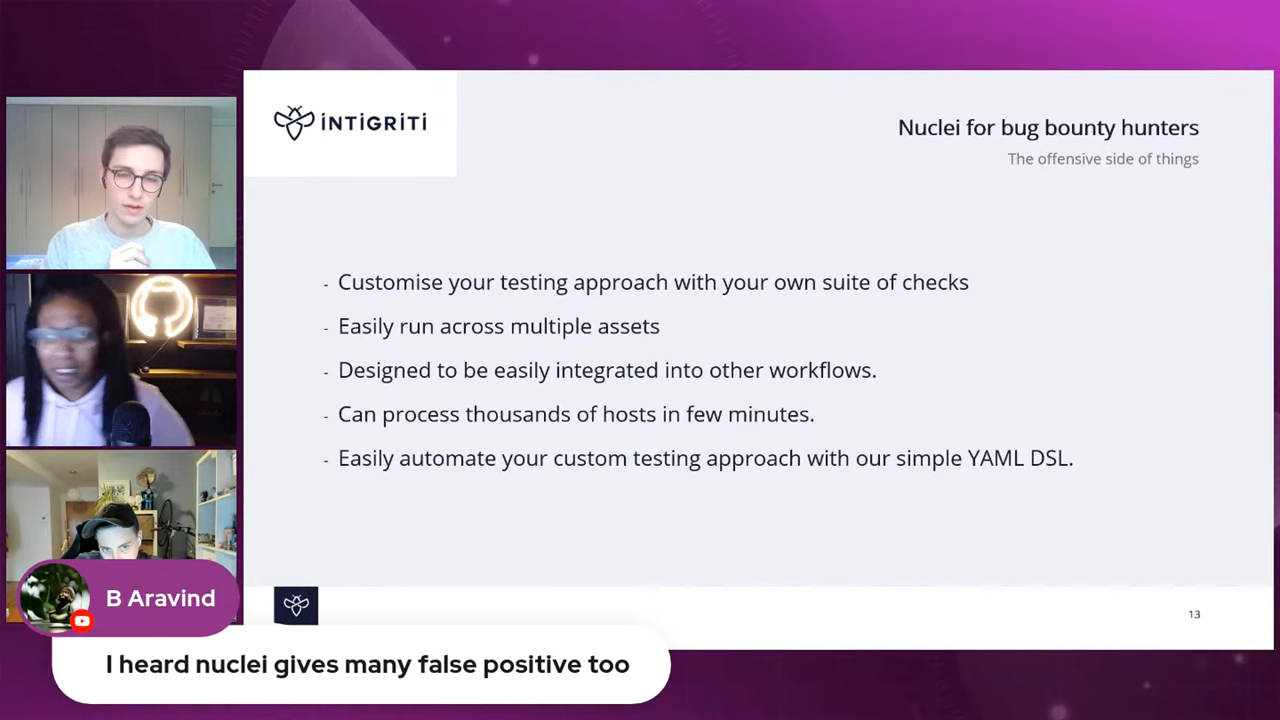 INTIGRITI
Nuclei for bug bounty hunters
The offensive side of things
- Customise your testing approach with your own suite of checks
- Easily run across multiple assets
- Designed to be easily integrated into other workflows.
- Can process thousands of hosts in few minutes.
- Easily automate your custom testing approach with our simple YAML DSL.
13
B Aravind
I heard nuclei gives many false positive too